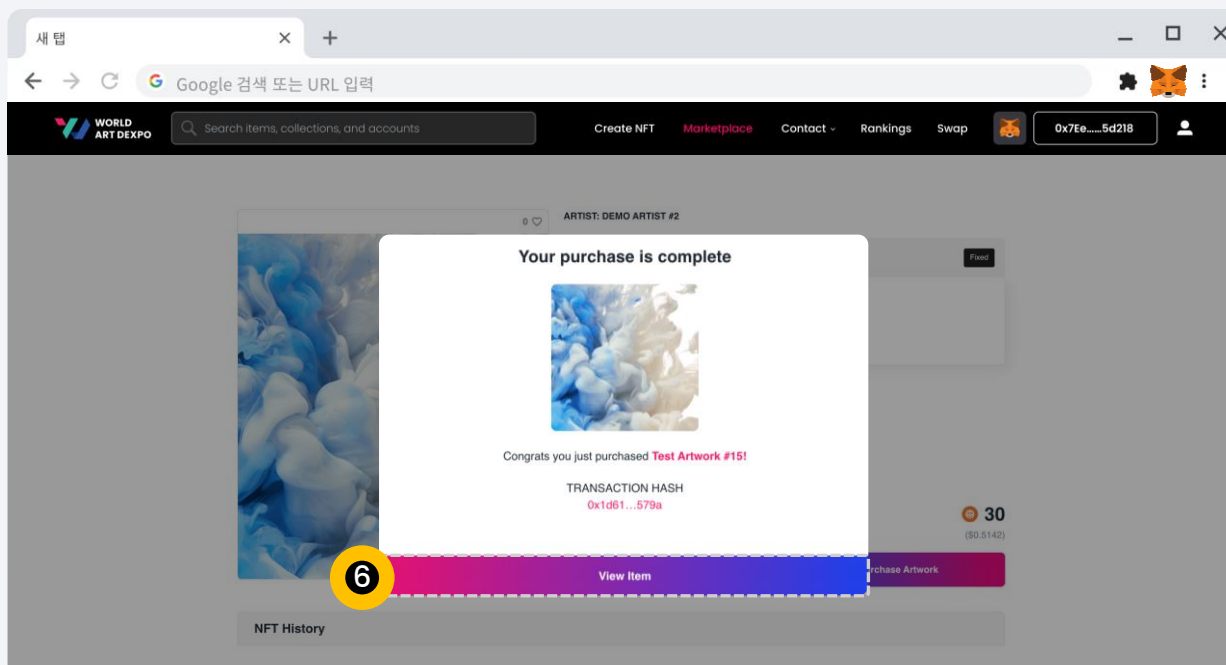 새 탭
Google 검색 또는 URL 입력
WORLD
ART DEXPO
Search items, collections, and accounts
Create NFT
Marketplace
Contact
Rankings
Swap
0x7Ee......5d218
0
ARTIST: DEMO ARTIST #2
Fixed
Your purchase is complete
Congrats you just purchased Test Artwork #15!
TRANSACTION HASH
0x1d61...579a
30
($0.5142)
6
View Item
rchase Artwork
NFT History